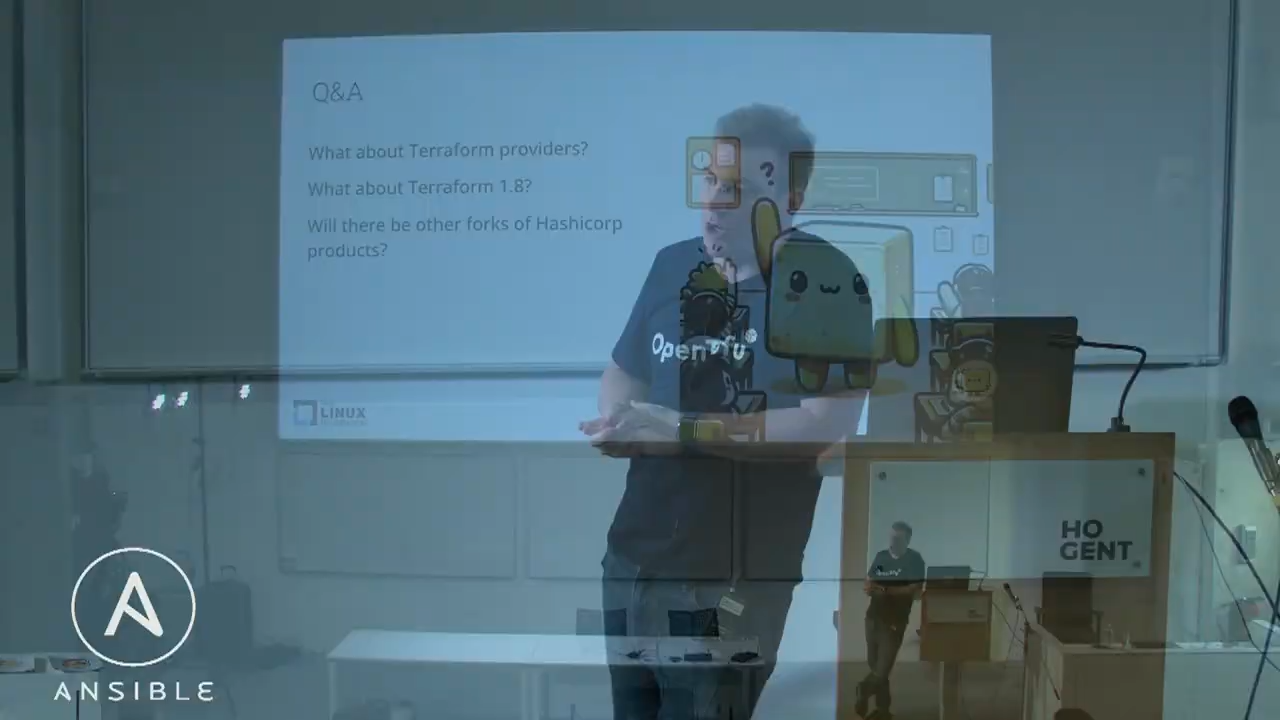 Q&A
What about Terraform providers?
What about Terraform 1.8?
Will there be other forks of Hashicorp
products?
?
LINUX
HO
GENT
ANSIBLE